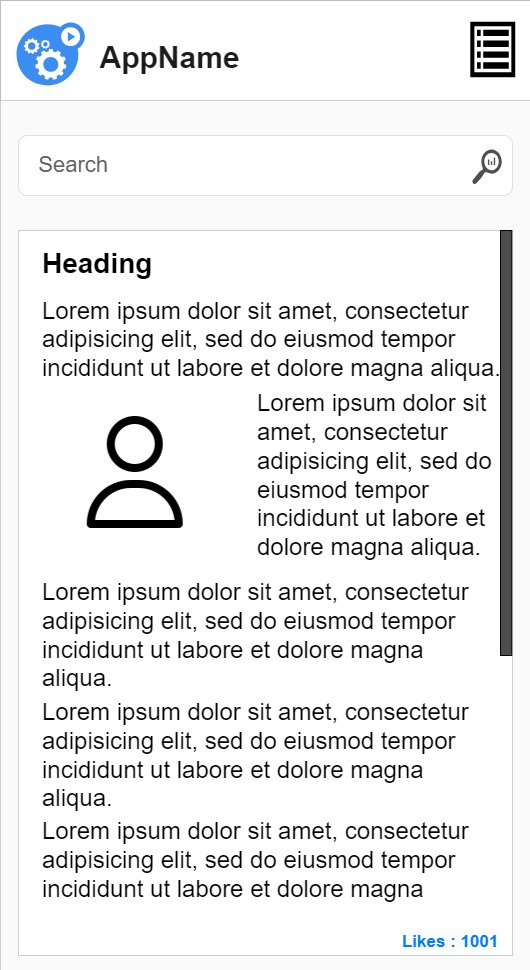 AppName
Search
Heading
Lorem ipsum dolor sit amet, consectetur
adipisicing elit, sed do eiusmod tempor
incididunt ut labore et dolore magna aliqua.
Lorem ipsum dolor sit
amet, consectetur
adipisicing elit, sed do
eiusmod tempor
incididunt ut labore et
dolore magna aliqua.
Lorem ipsum dolor sit amet, consectetur
adipisicing elit, sed do eiusmod tempor
incididunt ut labore et dolore magna
aliqua.
Lorem ipsum dolor sit amet, consectetur
adipisicing elit, sed do eiusmod tempor
incididunt ut labore et dolore magna
aliqua.
Lorem ipsum dolor sit amet, consectetur
adipisicing elit, sed do eiusmod tempor
incididunt ut labore et dolore magna
Likes : 1001